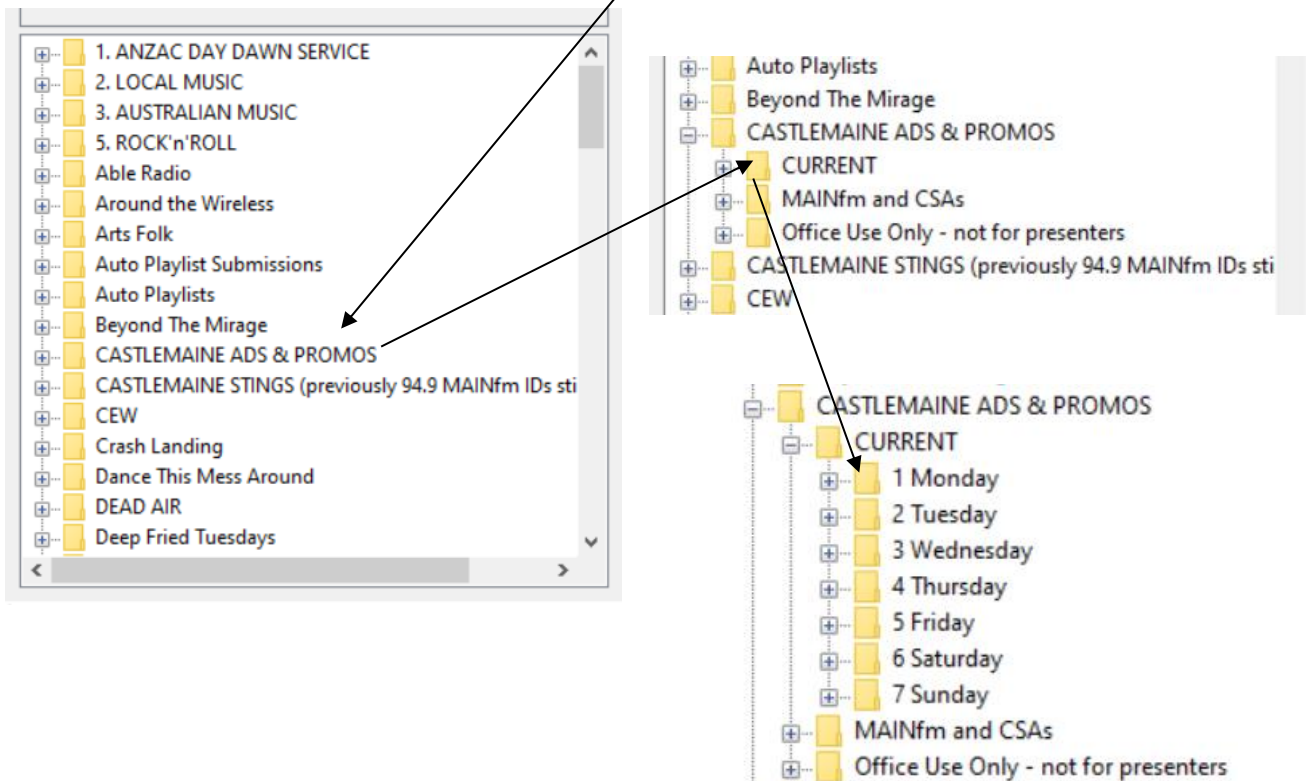 1. ANZAC DAY DAWN SERVICE
2. LOCAL MUSIC
3. AUSTRALIAN MUSIC
5. ROCK'n'ROLL
Able Radio
Around the Wireless
Arts Folk
Auto Playlist Submissions
Auto Playlists
Beyond The Mirage
CASTLEMAINE ADS & PROMOS
CASTLEMAINE STINGS (previously 94.9 MAINfm IDs sti
CEW
Crash Landing
Dance This Mess Around
DEAD AIR
Deep Fried Tuesdays
Auto Playlists
Beyond The Mirage
CASTLEMAINE ADS & PROMOS
CURRENT
MAINfm and CSAs
Office Use Only - not for presenters
CASTLEMAINE STINGS (previously 94.9 MAINfm IDs sti
CEW
CASTLEMAINE ADS & PROMOS
CURRENT
1 Monday
2 Tuesday
3 Wednesday
4 Thursday
5 Friday
6 Saturday
7 Sunday
MAINfm and CSAs
Office Use Only - not for presenters